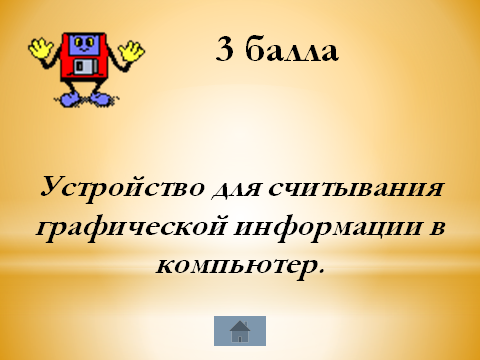 3 балла
Устройство для считывания
графической информации в
компьютер.